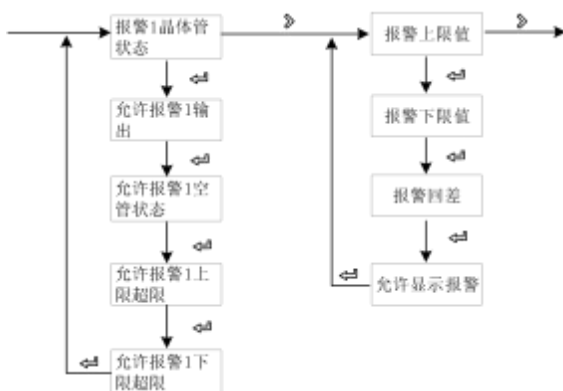 报警1晶体管
状态
允许报警1输
出
允许报警1空
管状态
允许报警1上
限超限
允许报警1下
限超限
报警上限值
报警下限值
报警回差
允许显示报警